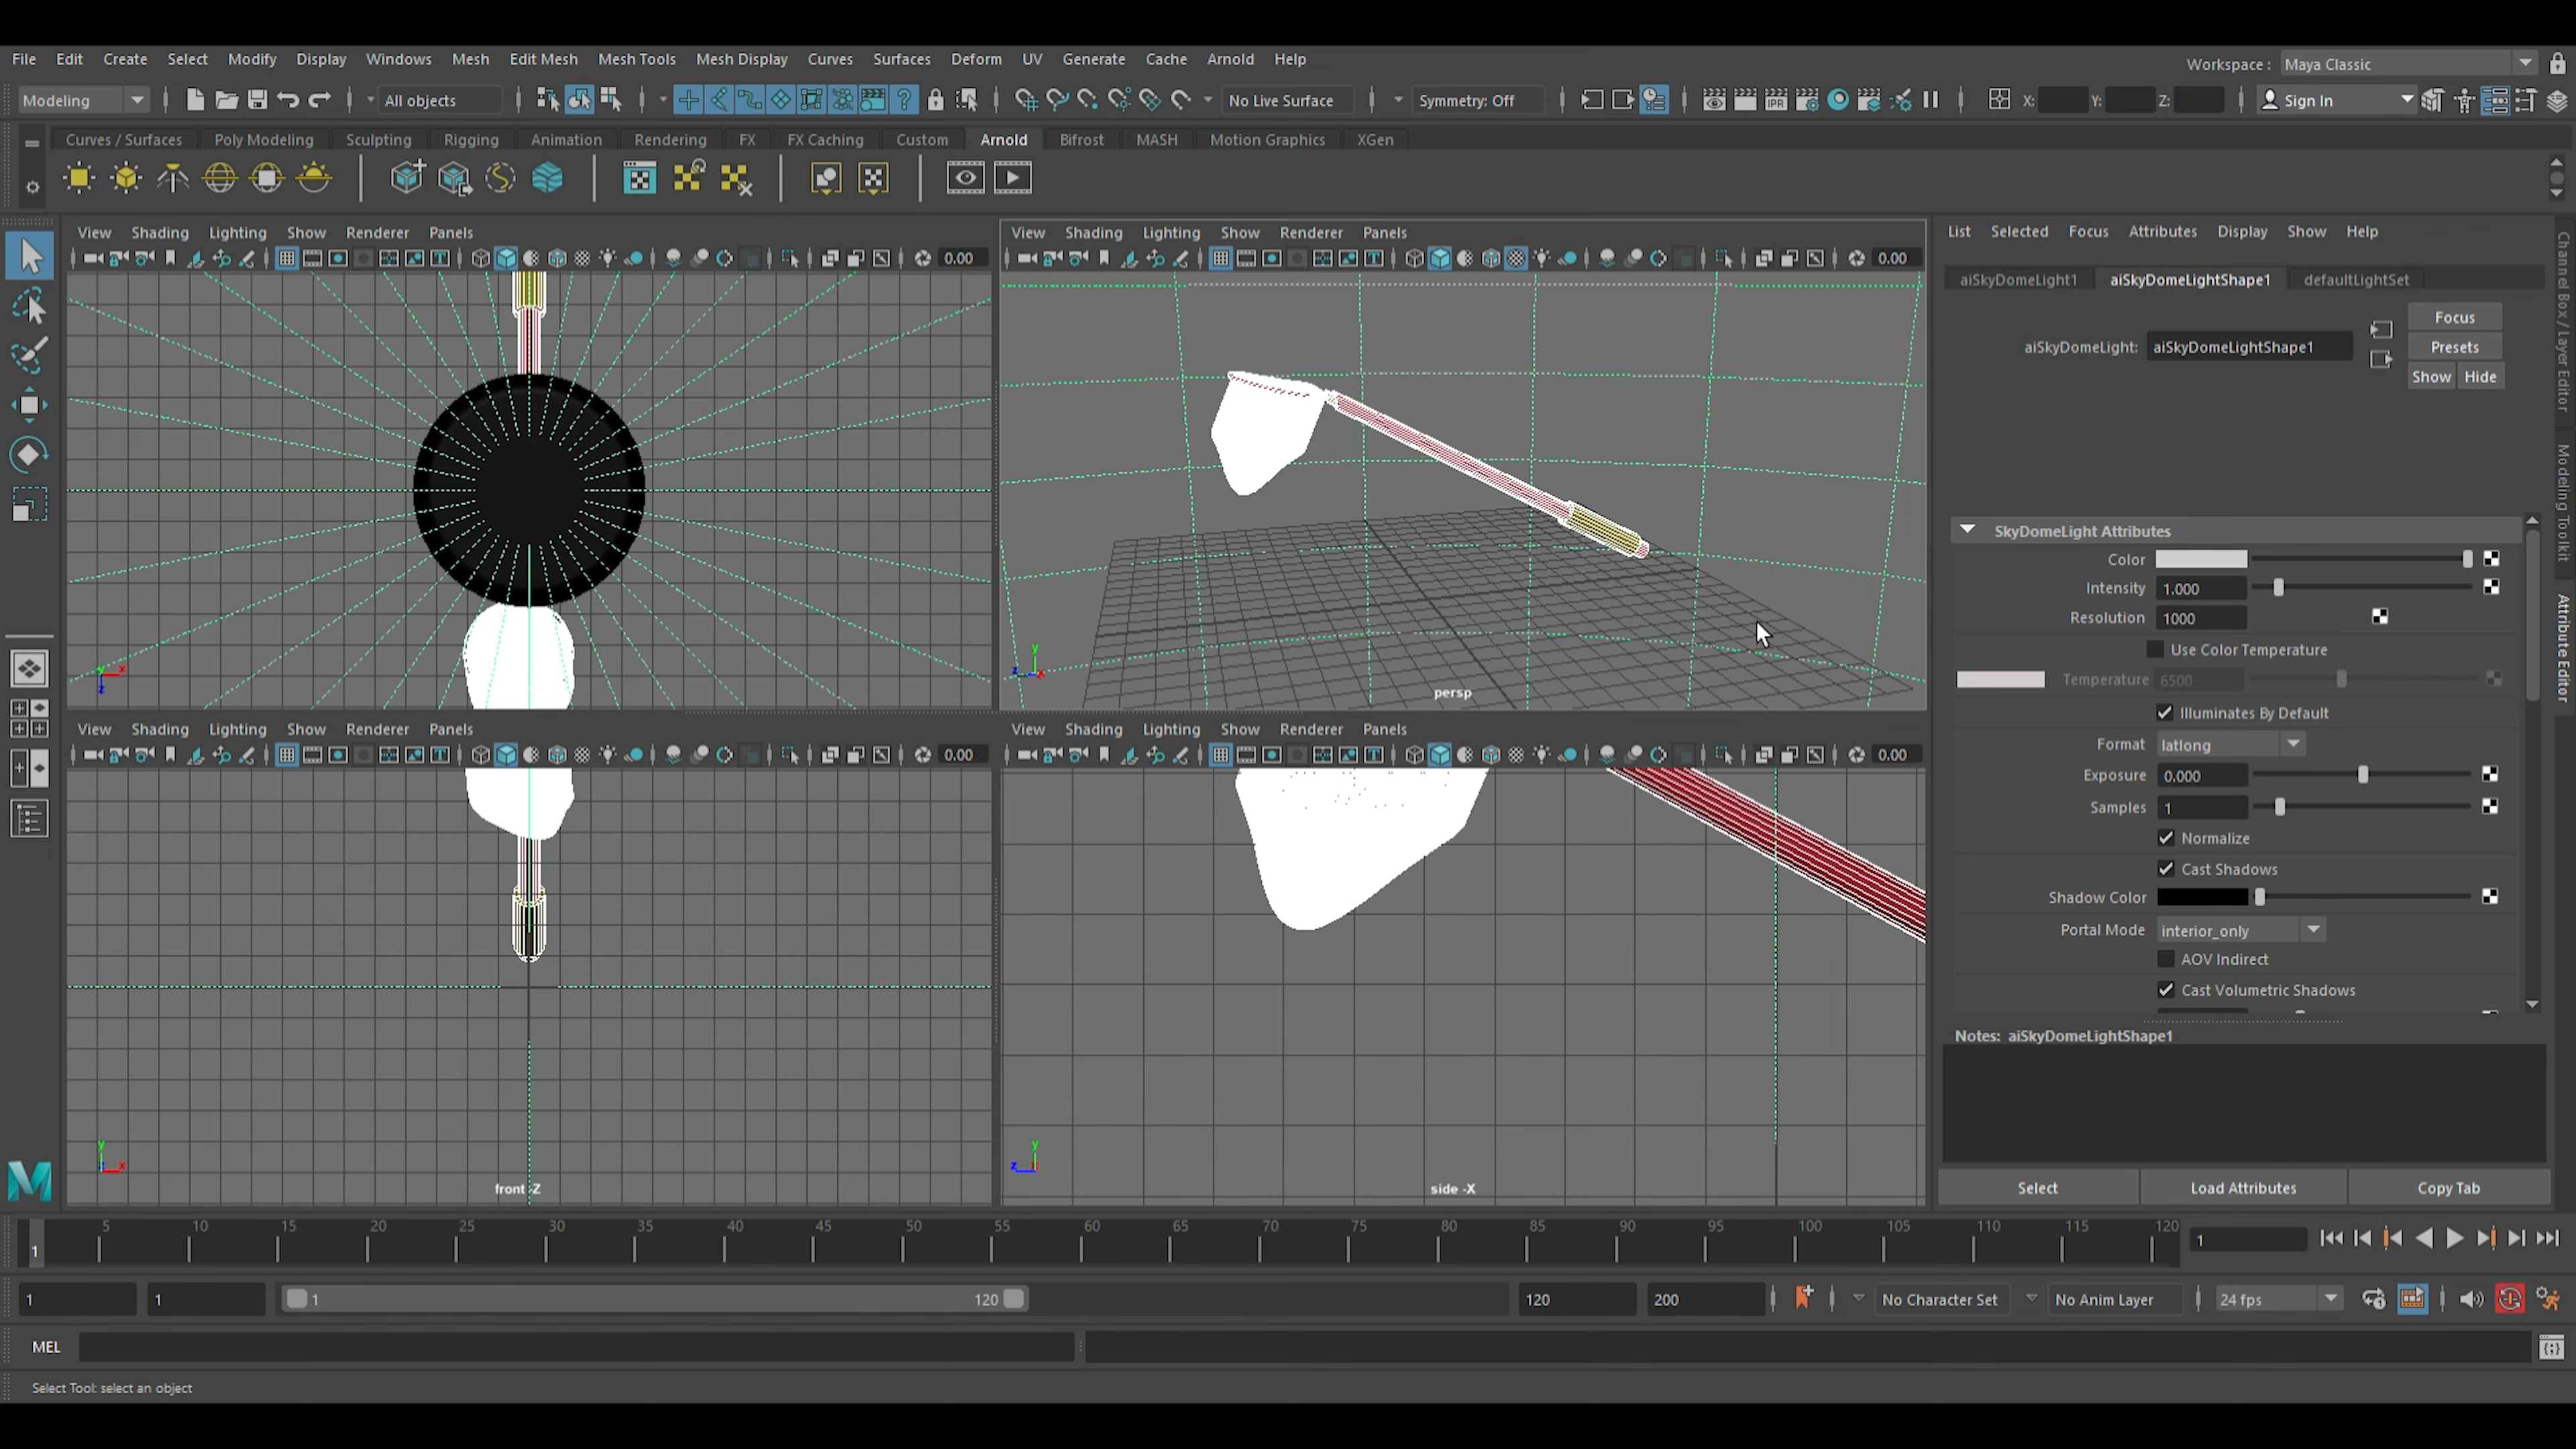 File Edit Create Select Modify Display Windows Mesh Edit Mesh Mesh Tools Mesh Display Curves Surfaces Deform UV Generate Cache Arnold Help
Workspace : Maya Classic
Modeling All objects No Live Surface Symmetry: Off IPR X: Y: Z: Sign In
Curves / Surfaces Poly Modeling Sculpting Rigging Animation Rendering FX FX Caching Custom Arnold Bifrost MASH Motion Graphics XGen
View Shading Lighting Show Renderer Panels
0.00
View Shading Lighting Show Renderer Panels
0.00
persp
View Shading Lighting Show Renderer Panels
0.00
front -Z
View Shading Lighting Show Renderer Panels
0.00
side -X
List Selected Focus Attributes Display Show Help
aiSkyDomeLight1 aiSkyDomeLightShape1 defaultLightSet
Focus
aiSkyDomeLight: aiSkyDomeLightShape1
Presets
Show Hide
SkyDomeLight Attributes
Color
Intensity 1.000
Resolution 1000
Use Color Temperature
Temperature 6500
Illuminates By Default
Format latlong
Exposure 0.000
Samples 1
Normalize
Cast Shadows
Shadow Color
Portal Mode interior_only
AOV Indirect
Cast Volumetric Shadows
Notes: aiSkyDomeLightShape1
Select Load Attributes Copy Tab
Channel Box / Layer Editor
Modeling Toolkit
Attribute Editor
5 10 15 20 25 30 35 40 45 50 55 60 65 70 75 80 85 90 95 100 105 110 115 120
1
1
1 1 1 120 120 200 No Character Set No Anim Layer 24 fps
MEL
Select Tool: select an object